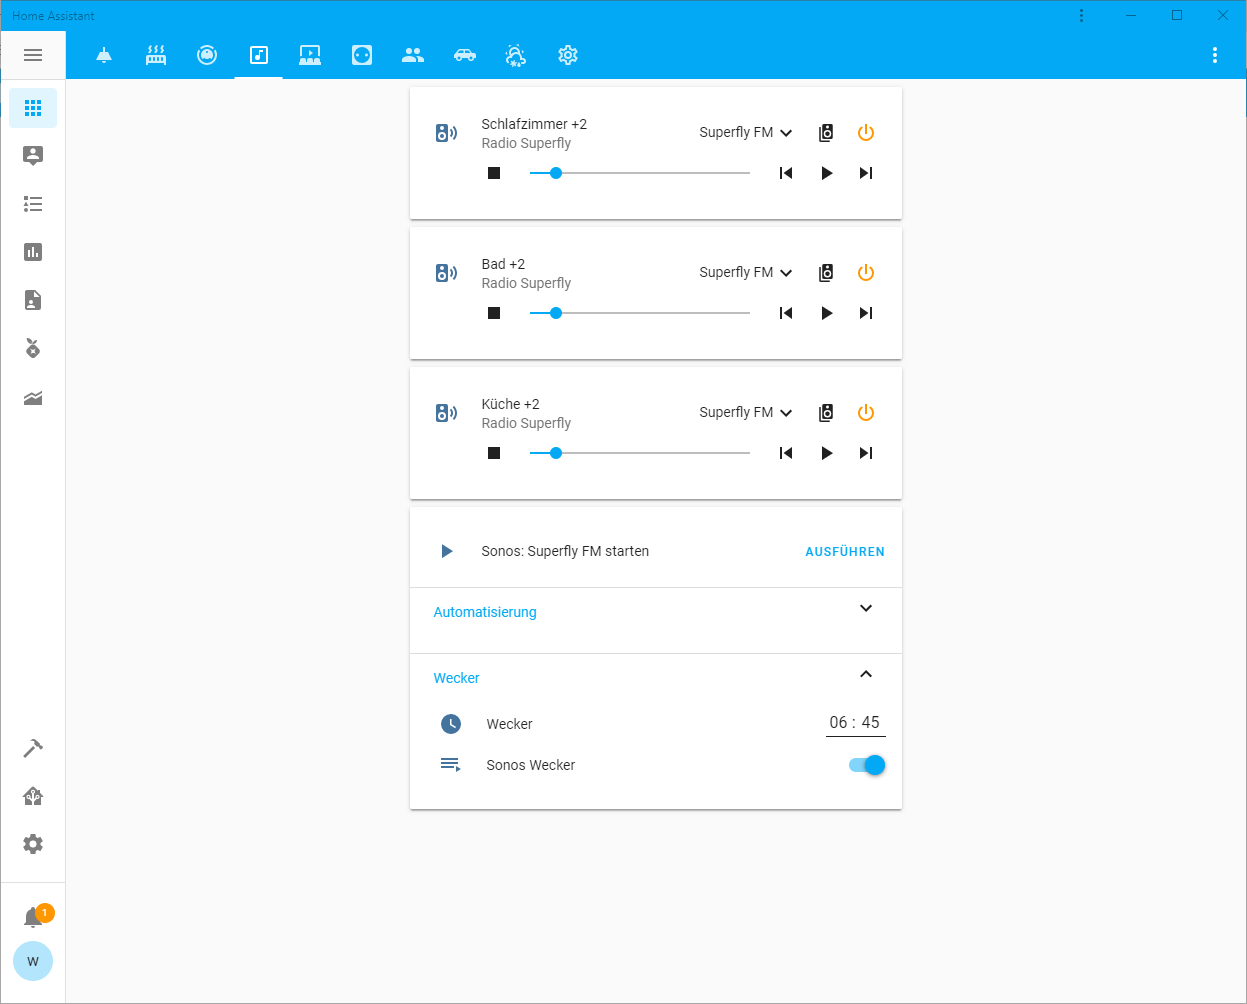 Home Assistant
Schlafzimmer +2
Radio Superfly
Superfly FM
Bad +2
Radio Superfly
Superfly FM
Küche +2
Radio Superfly
Superfly FM
Sonos: Superfly FM starten
AUSFÜHREN
Automatisierung
Wecker
Wecker
06 : 45
Sonos Wecker
1
W